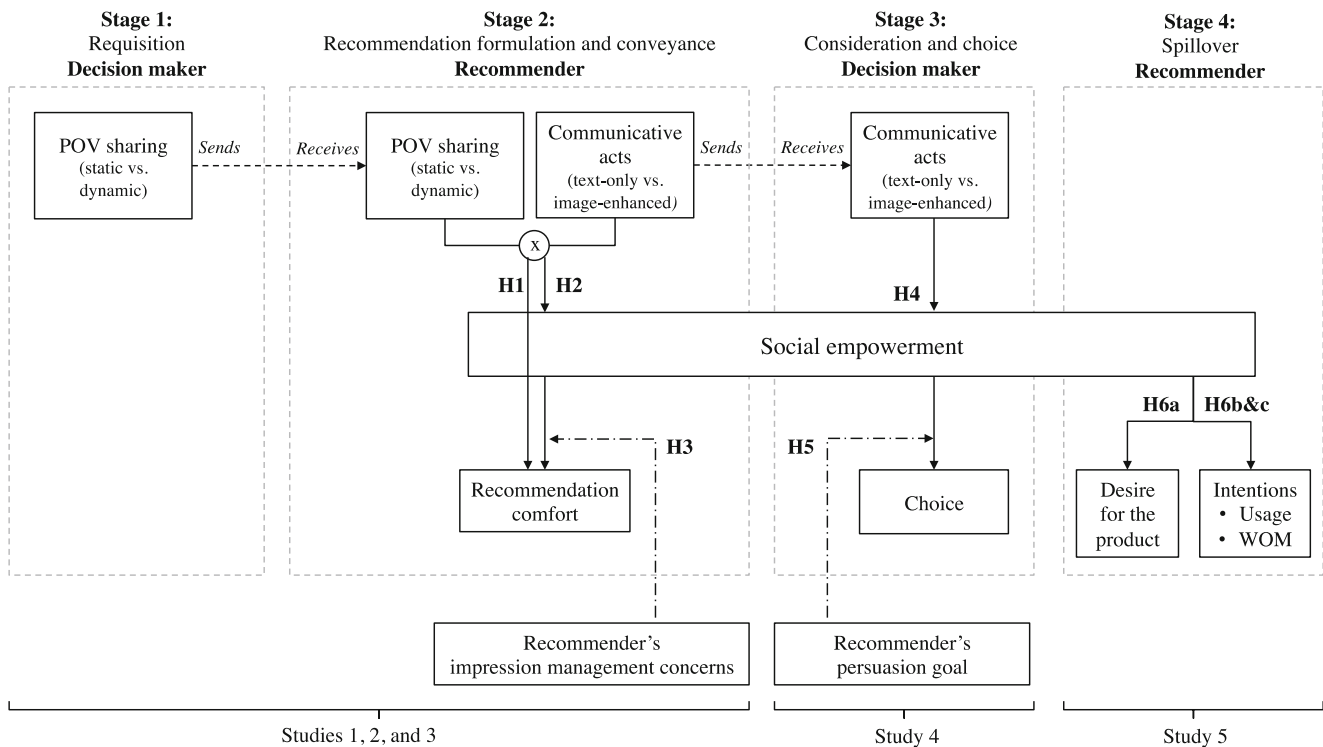 Stage 1:
Requisition
Decision maker
Stage 2:
Recommendation formulation and conveyance
Recommender
Stage 3:
Consideration and choice
Decision maker
Stage 4:
Spillover
Recommender
POV sharing
(static vs.
dynamic)
Sends
Receives
POV sharing
(static vs.
dynamic)
Communicative
acts
(text-only vs.
image-enhanced)
Sends
Receives
Communicative
acts
(text-only vs.
image-enhanced)
x
H1
H2
H4
Social empowerment
H6a
H6b&c
H3
H5
Recommendation
comfort
Choice
Desire
for the
product
Intentions
• Usage
• WOM
Recommender's
impression management concerns
Recommender's
persuasion goal
Studies 1, 2, and 3
Study 4
Study 5